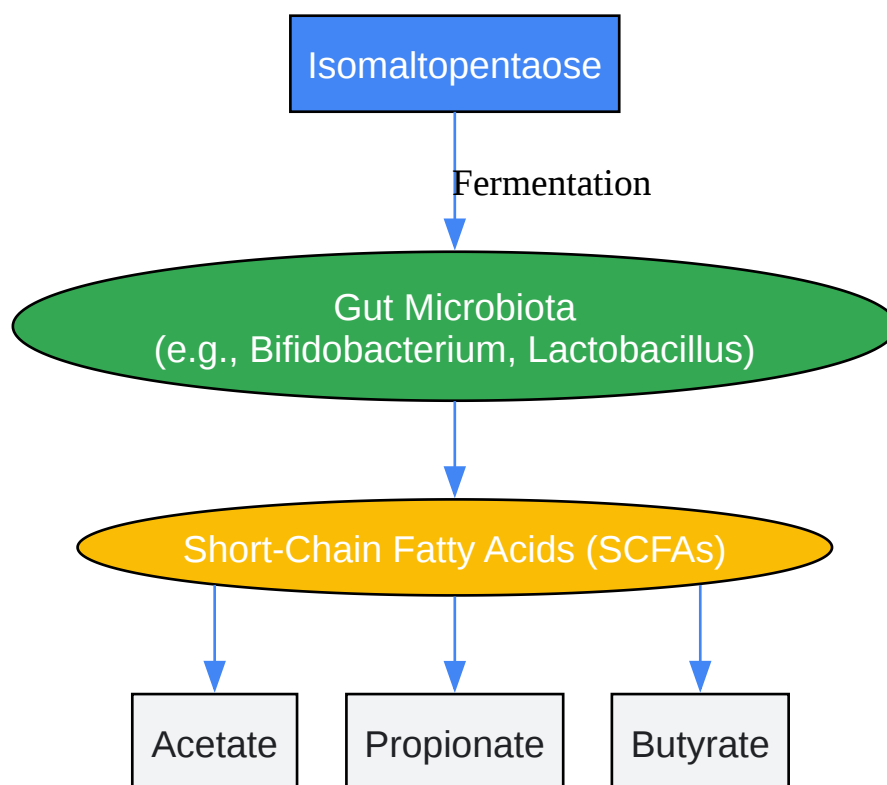 Isomaltopentaose
Fermentation
Gut Microbiota
(e.g., Bifidobacterium, Lactobacillus)
Short-Chain Fatty Acids (SCFAs)
Acetate
Propionate
Butyrate